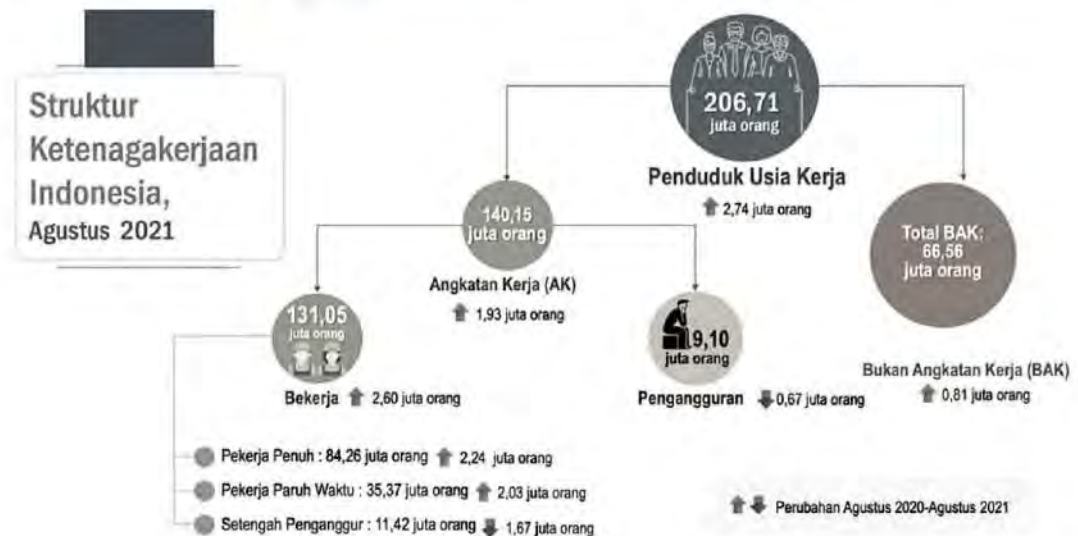 Struktur
Ketenagakerjaan
Indonesia,
Agustus 2021
206,71
juta orang
Penduduk Usia Kerja
2,74 juta orang
140,15
juta orang
Angkatan Kerja (AK)
1,93 juta orang
Total BAK:
66,56
juta orang
Bukan Angkatan Kerja (BAK)
0,81 juta orang
131,05
juta orang
Bekerja 2,60 juta orang
9,10
juta orang
Pengangguran 0,67 juta orang
Pekerja Penuh : 84,26 juta orang 2,24 juta orang
Pekerja Paruh Waktu : 35,37 juta orang 2,03 juta orang
Setengah Penganggur : 11,42 juta orang 1,67 juta orang
Perubahan Agustus 2020-Agustus 2021